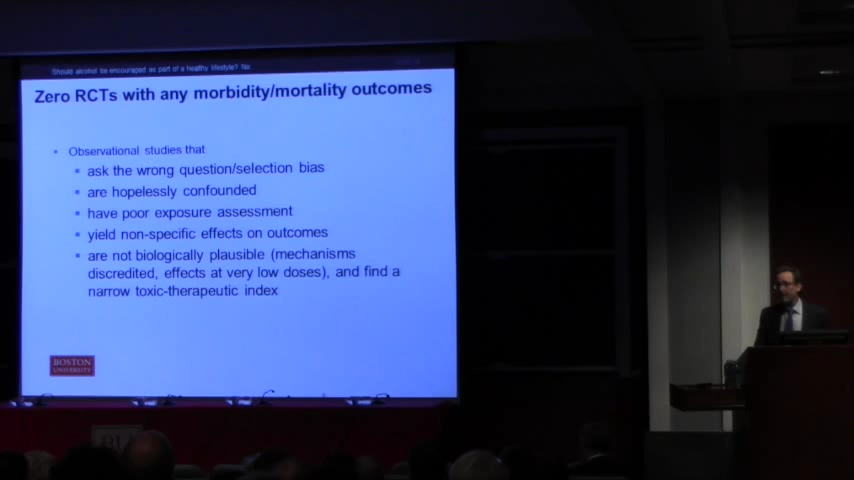 Should alcohol be encouraged as part of a healthy lifestyle? No
Zero RCTs with any morbidity/mortality outcomes
Observational studies that
ask the wrong question/selection bias
are hopelessly confounded
have poor exposure assessment
yield non-specific effects on outcomes
are not biologically plausible (mechanisms
discredited, effects at very low doses), and find a
narrow toxic-therapeutic index
BOSTON
UNIVERSITY